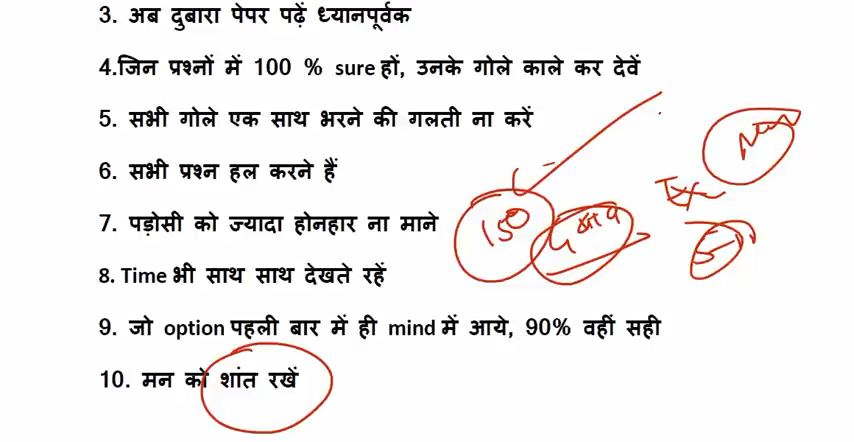 3. अब दुबारा पेपर पढ़ें ध्यानपूर्वक
4.जिन प्रश्नों में 100 % sure हों, उनके गोले काले कर देवें
5. सभी गोले एक साथ भरने की गलती ना करें
6. सभी प्रश्न हल करने हैं
7. पड़ोसी को ज्यादा होनहार ना माने
150
8. Time भी साथ साथ देखते रहें
9. जो option पहली बार में ही mind में आये, 90% वहीं सही
10. मन को शांत रखें